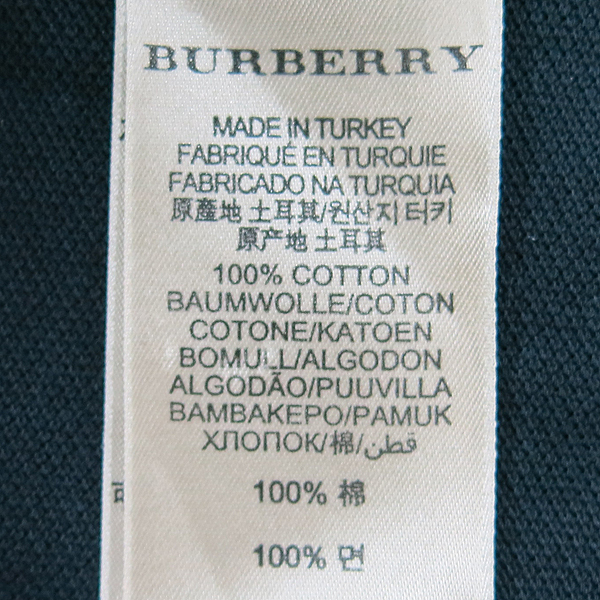 BURBERRY
MADE IN TURKEY
FABRIQUÉ EN TURQUIE
FABRICADO NA TURQUIA
原產地 土耳其/원산지 터키
原产地 土耳其
100% COTTON
BAUMWOLLE/COTON
COTONE/KATOEN
BOMULL/ALGODON
ALGODÃO/PUUVILLA
BAMBAKEPO/PAMUK
ХЛОПОК/棉/قطن
100% 棉
100% 면